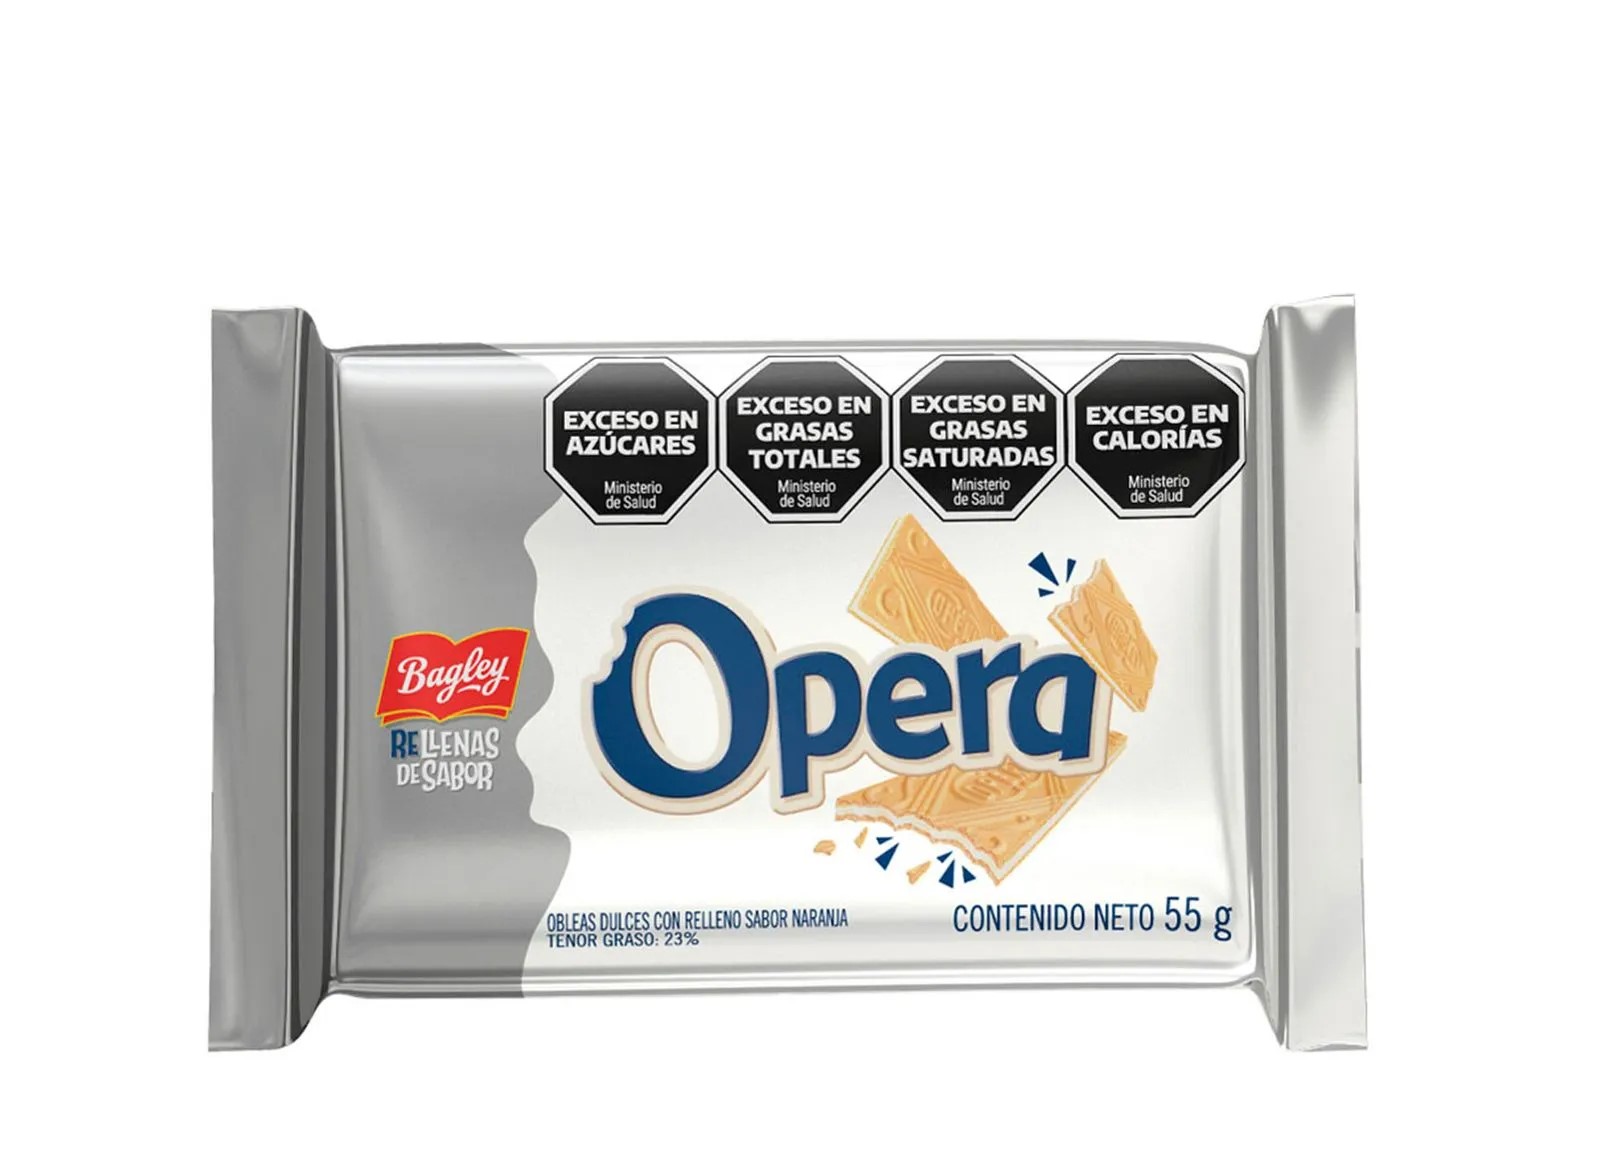 EXCESO EN
AZÚCARES
Ministerio
de Salud
EXCESO EN
GRASAS
TOTALES
Ministerio
de Salud
EXCESO EN
GRASAS
SATURADAS
Ministerio
de Salud
EXCESO EN
CALORÍAS
Ministerio
de Salud
Bagley
RELLENAS
DE SABOR
Opera
OBLEAS DULCES CON RELLENO SABOR NARANJA
TENOR GRASO: 23%
CONTENIDO NETO 55 g